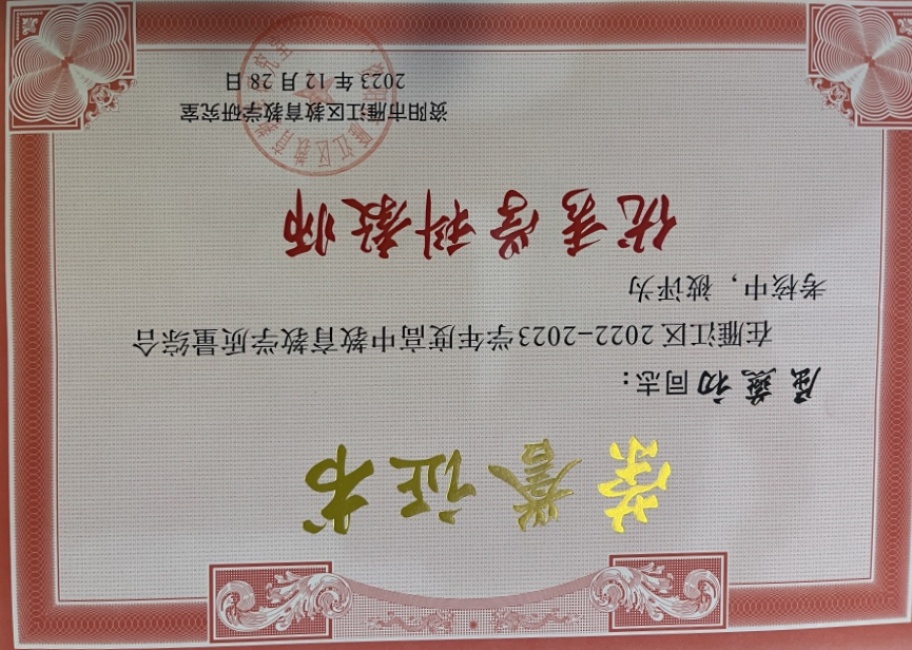 荣誉证书
屈燕初同志：
在雁江区2022-2023学年度高中教育教学质量综合
考核中，被评为
优秀学科教师
资阳市雁江区教育教学研究室
2023年12月28日